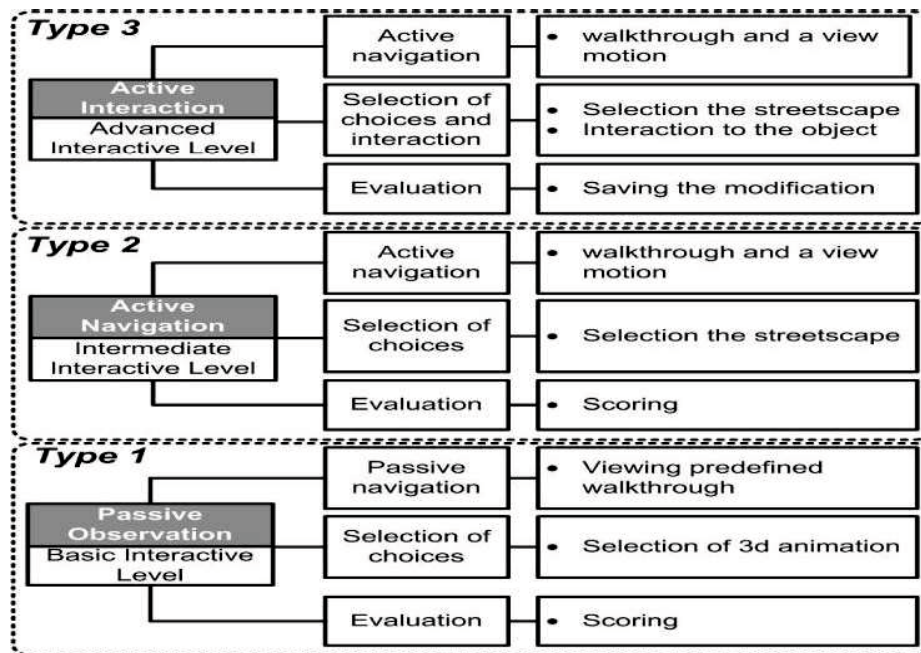 Type 3
Active
Interaction
Advanced
Interactive Level
Active
navigation
• walkthrough and a view
motion
Selection of
choices and
interaction
• Selection the streetscape
• Interaction to the object
Evaluation
• Saving the modification
Type 2
Active
Navigation
Intermediate
Interactive Level
Active
navigation
• walkthrough and a view
motion
Selection of
choices
• Selection the streetscape
Evaluation
• Scoring
Type 1
Passive
Observation
Basic Interactive
Level
Passive
navigation
• Viewing predefined
walkthrough
Selection of
choices
• Selection of 3d animation
Evaluation
• Scoring